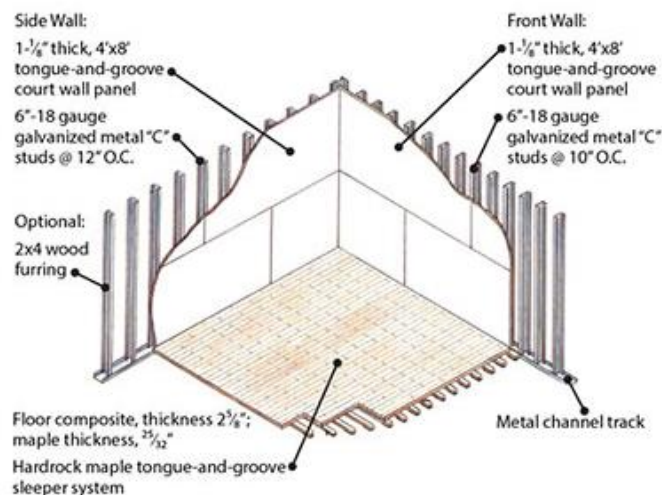 Side Wall:
1-⅛" thick, 4'x8'
tongue-and-groove
court wall panel
6"-18 gauge
galvanized metal "C"
studs @ 12" O.C.
Optional:
2x4 wood
furring
Front Wall:
1-⅛" thick, 4'x8'
tongue-and-groove
court wall panel
6"-18 gauge
galvanized metal "C"
studs @ 10" O.C.
Metal channel track
Floor composite, thickness 2⅝";
maple thickness, 25/32"
Hardrock maple tongue-and-groove
sleeper system